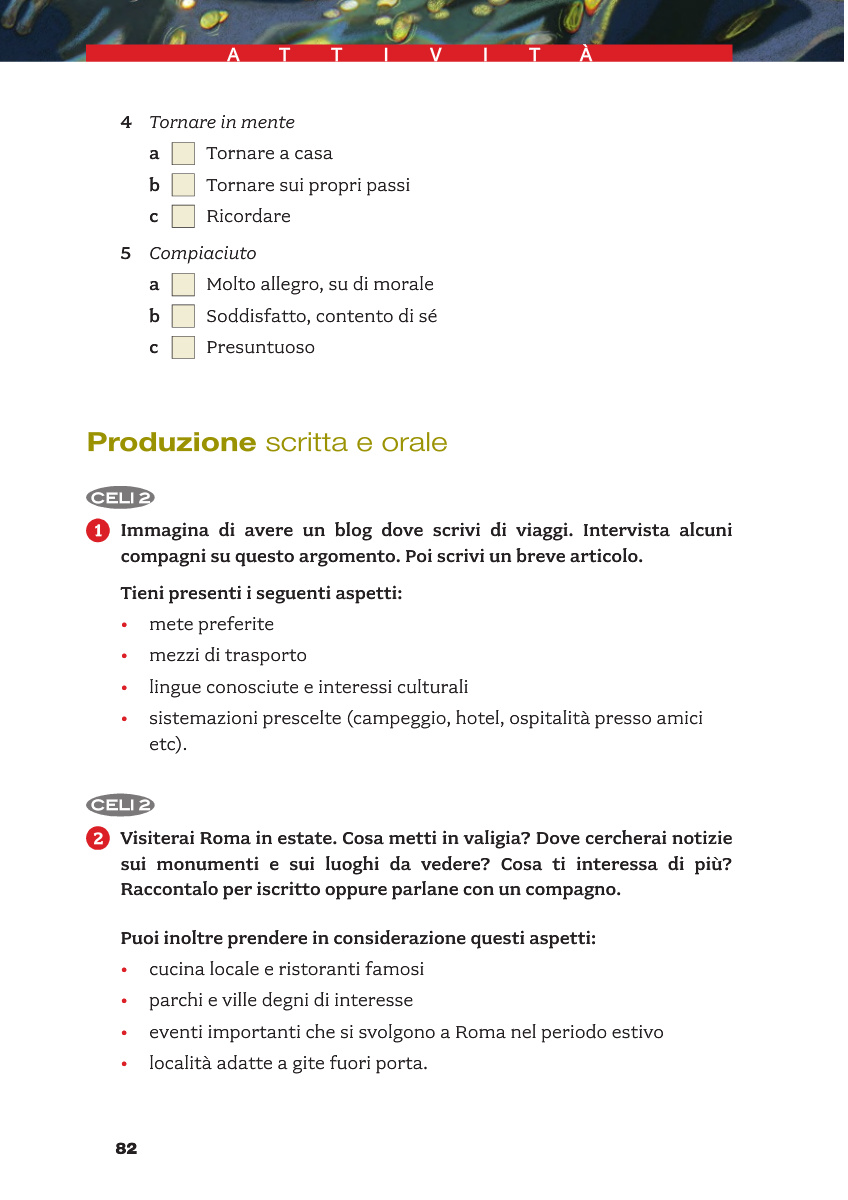 ATTIVITÀ
4 Tornare in mente
a Tornare a casa
b Tornare sui propri passi
c Ricordare
5 Compiaciuto
a Molto allegro, su di morale
b Soddisfatto, contento di sé
c Presuntuoso
Produzione scritta e orale
CELI 2
1 Immagina di avere un blog dove scrivi di viaggi. Intervista alcuni
compagni su questo argomento. Poi scrivi un breve articolo.
Tieni presenti i seguenti aspetti:
• mete preferite
• mezzi di trasporto
• lingue conosciute e interessi culturali
• sistemazioni prescelte (campeggio, hotel, ospitalità presso amici
etc).
CELI 2
2 Visiterai Roma in estate. Cosa metti in valigia? Dove cercherai notizie
sui monumenti e sui luoghi da vedere? Cosa ti interessa di più?
Raccontalo per iscritto oppure parlane con un compagno.
Puoi inoltre prendere in considerazione questi aspetti:
• cucina locale e ristoranti famosi
• parchi e ville degni di interesse
• eventi importanti che si svolgono a Roma nel periodo estivo
• località adatte a gite fuori porta.
82